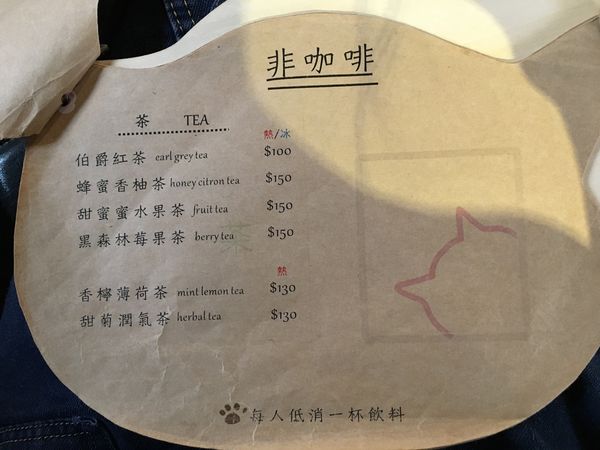 非咖啡
茶 TEA
熱/冰
伯爵紅茶 earl grey tea $100
蜂蜜香柚茶 honey citron tea $150
甜蜜蜜水果茶 fruit tea $150
黑森林莓果茶 berry tea $150
熱
香檸薄荷茶 mint lemon tea $130
甜菊潤氣茶 herbal tea $130
每人低消一杯飲料